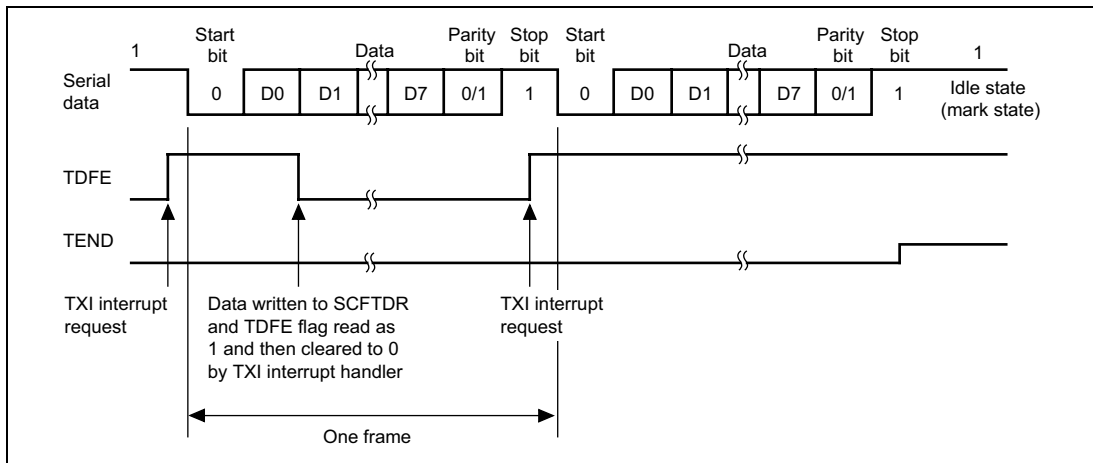 Start bit
Data
Parity bit
Stop bit
Start bit
Data
Parity bit
Stop bit
1
1
Serial data
0
D0
D1
D7
0/1
1
0
D0
D1
D7
0/1
1
Idle state
(mark state)
TDFE
TEND
TXI interrupt
request
Data written to SCFTDR
and TDFE flag read as
1 and then cleared to 0
by TXI interrupt handler
TXI interrupt
request
One frame